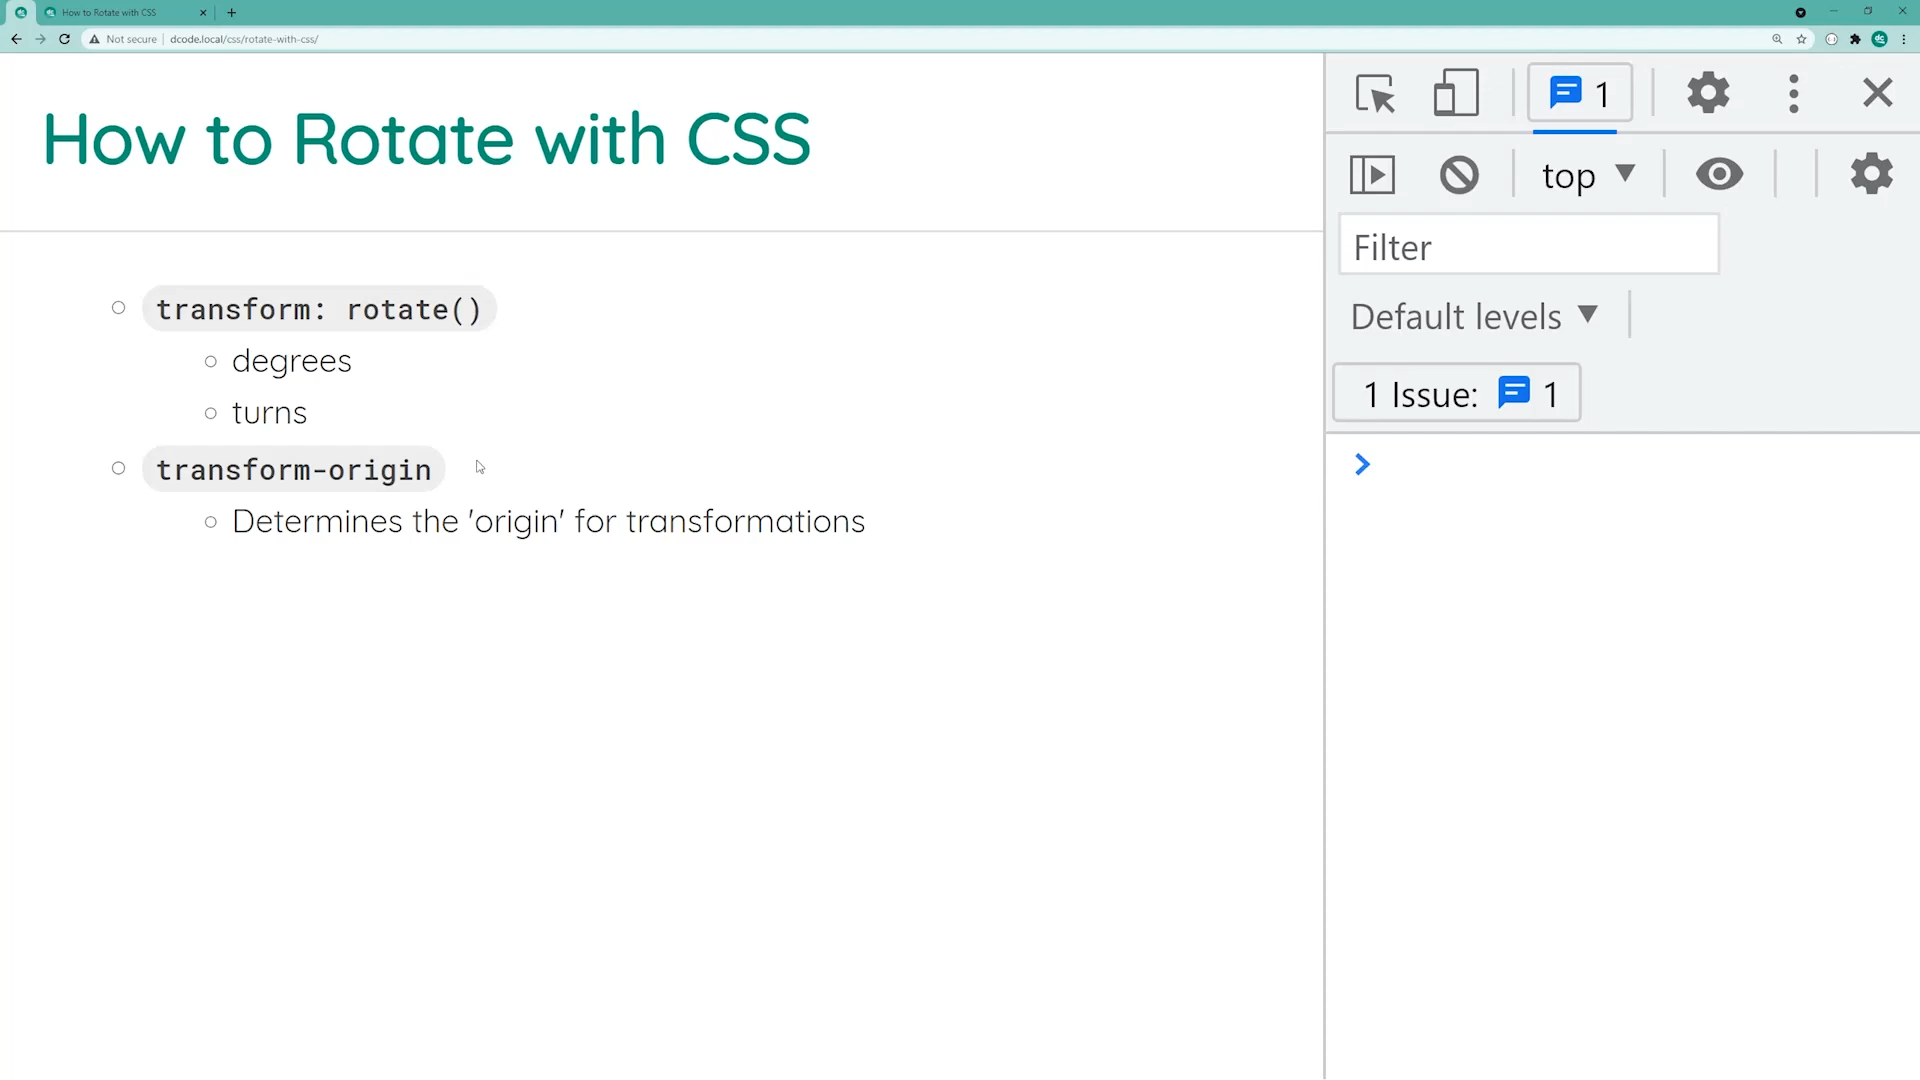 How to Rotate with CSS
Not secure
dcode.local/css/rotate-with-css/
1
How to Rotate with CSS
top
Filter
Default levels
1 Issue: 1
transform: rotate()
degrees
turns
transform-origin
Determines the 'origin' for transformations